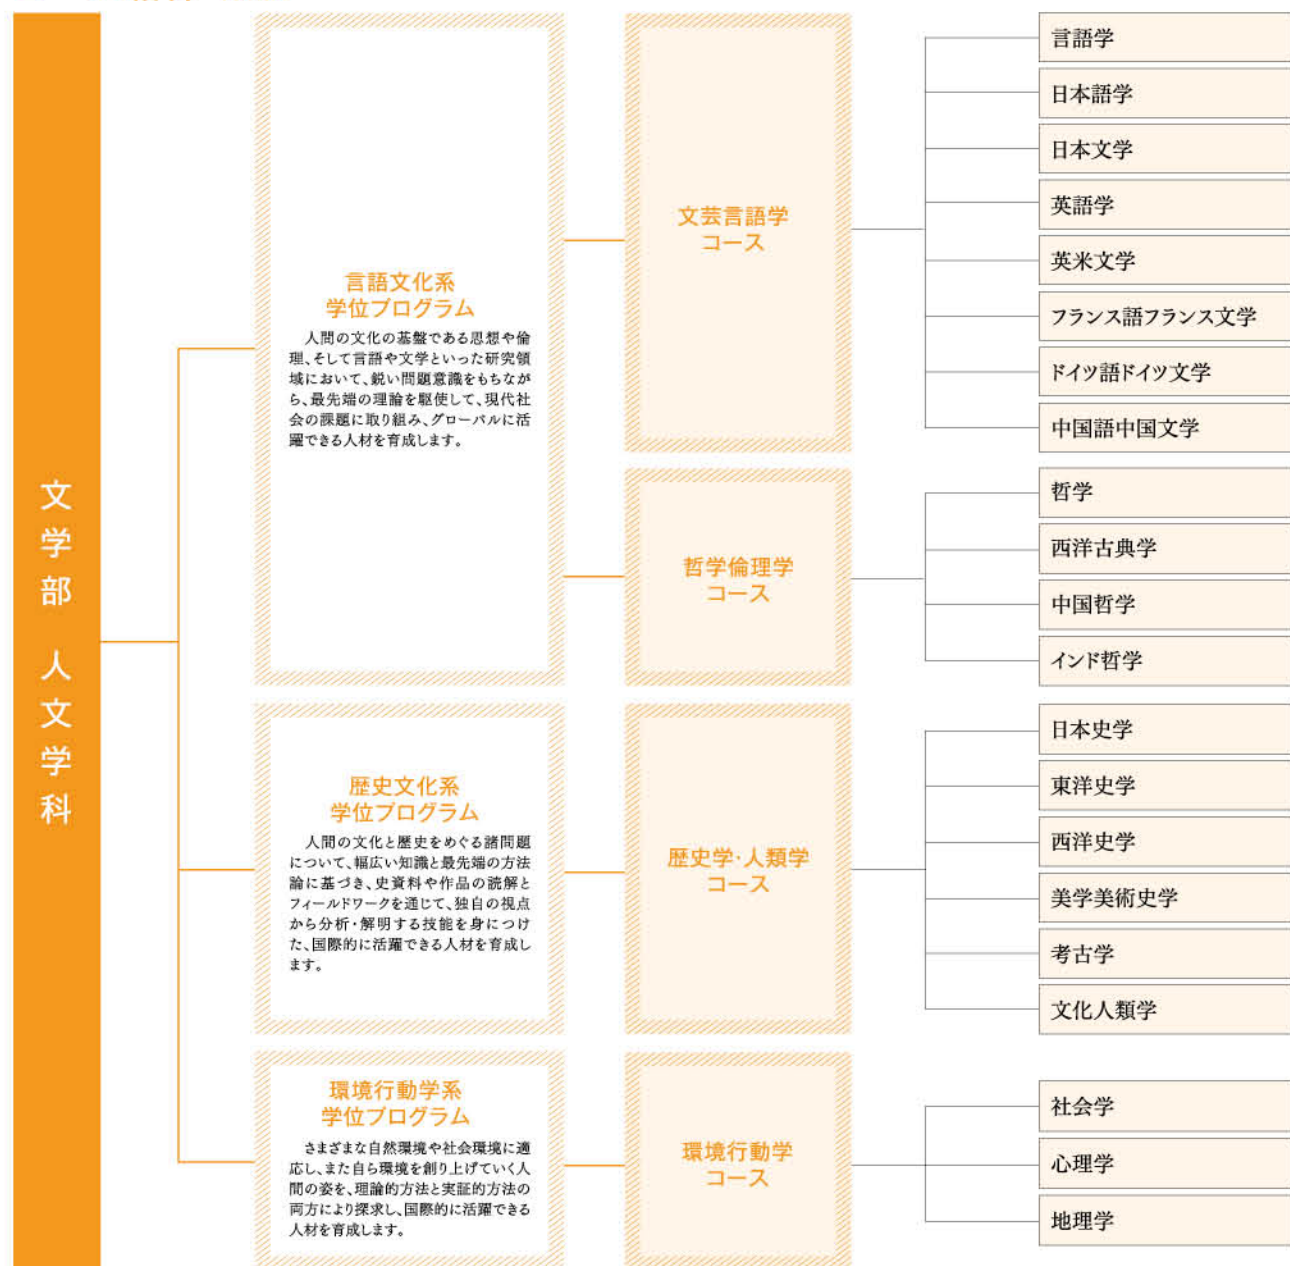 文学部 人文学科
言語文化系
学位プログラム
人間の文化の基盤である思想や倫
理、そして言語や文学といった研究領
域において、鋭い問題意識をもちなが
ら、最先端の理論を駆使して、現代社
会の課題に取り組み、グローバルに活
躍できる人材を育成します。
文芸言語学
コース
言語学
日本語学
日本文学
英語学
英米文学
フランス語フランス文学
ドイツ語ドイツ文学
中国語中国文学
哲学倫理学
コース
哲学
西洋古典学
中国哲学
インド哲学
歴史文化系
学位プログラム
人間の文化と歴史をめぐる諸問題
について、幅広い知識と最先端の方法
論に基づき、史資料や作品の読解と
フィールドワークを通じて、独自の視点
から分析・解明する技能を身につけ
た、国際的に活躍できる人材を育成し
ます。
歴史学・人類学
コース
日本史学
東洋史学
西洋史学
美学美術史学
考古学
文化人類学
環境行動学系
学位プログラム
さまざまな自然環境や社会環境に適
応し、また自ら環境を創り上げていく人
間の姿を、理論的方法と実証的方法の
両方により探求し、国際的に活躍できる
人材を育成します。
環境行動学
コース
社会学
心理学
地理学